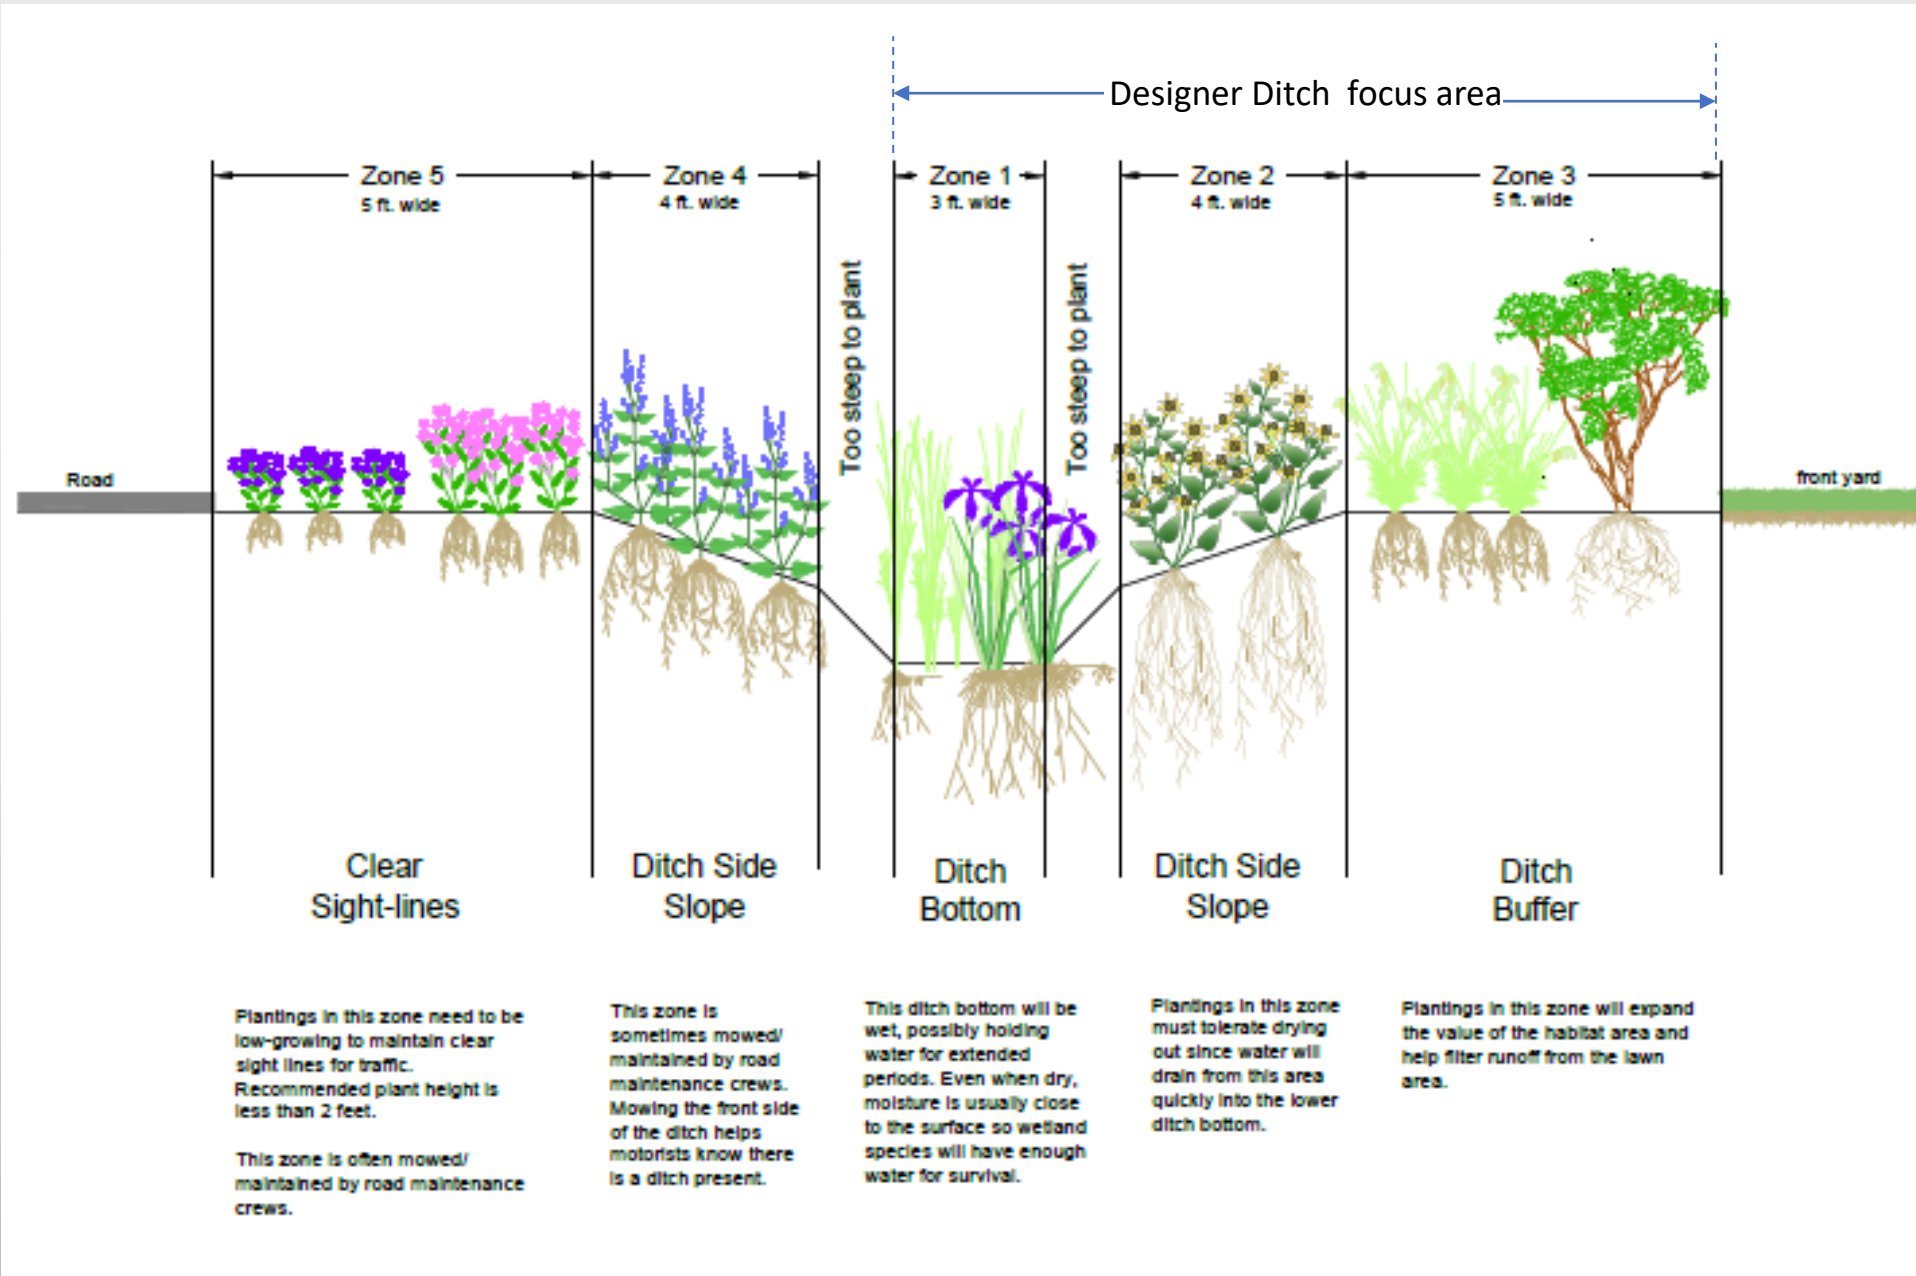 Designer Ditch focus area
Zone 5
5 ft. wide
Zone 4
4 ft. wide
Zone 1
3 ft. wide
Zone 2
4 ft. wide
Zone 3
5 ft. wide
Too steep to plant
Too steep to plant
Road
front yard
Clear
Sight-lines
Ditch Side
Slope
Ditch
Bottom
Ditch Side
Slope
Ditch
Buffer
Plantings in this zone need to be
low-growing to maintain clear
sight lines for traffic.
Recommended plant height is
less than 2 feet.
This zone is often mowed/
maintained by road maintenance
crews.
This zone is
sometimes mowed/
maintained by road
maintenance crews.
Mowing the front side
of the ditch helps
motorists know there
is a ditch present.
This ditch bottom will be
wet, possibly holding
water for extended
periods. Even when dry,
moisture is usually close
to the surface so wetland
species will have enough
water for survival.
Plantings in this zone
must tolerate drying
out since water will
drain from this area
quickly into the lower
ditch bottom.
Plantings in this zone will expand
the value of the habitat area and
help filter runoff from the lawn
area.